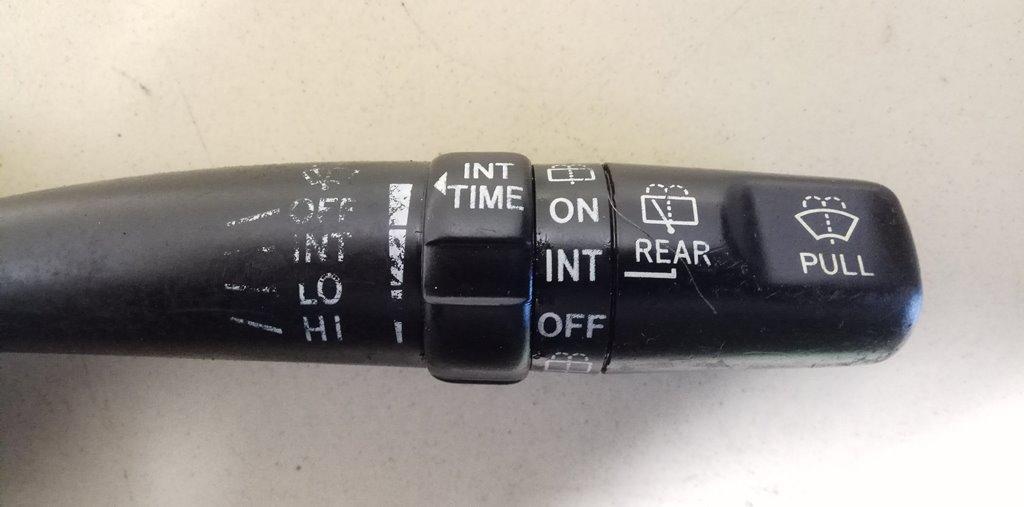 OFF
INT
LO
HI
INT
TIME
ON
INT
OFF
REAR
PULL